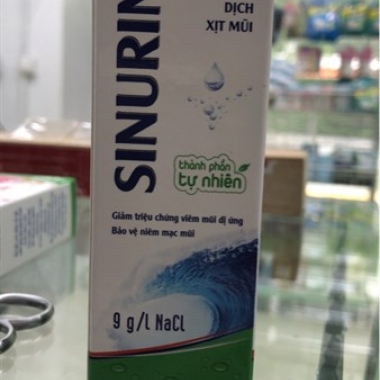 DỊCH
XỊT MŨI
SINURIN
thành phần
tự nhiên
Giảm triệu chứng viêm mũi dị ứng
Bảo vệ niêm mạc mũi
9 g/l NaCl